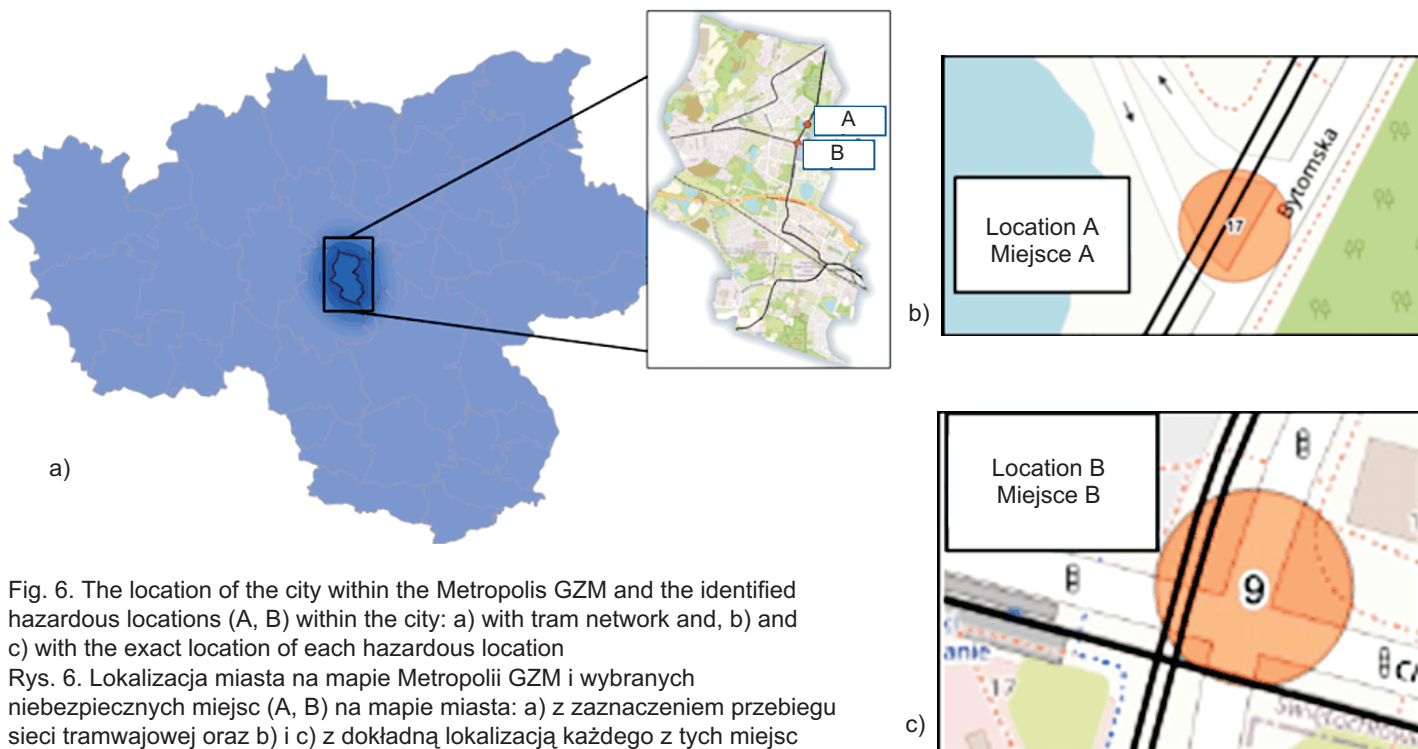 A
B
a)
Location A
Miejsce A
17
Bytomska
b)
Location B
Miejsce B
B
B
9
anie
17
c)
Fig. 6. The location of the city within the Metropolis GZM and the identified
hazardous locations (A, B) within the city: a) with tram network and, b) and
c) with the exact location of each hazardous location
Rys. 6. Lokalizacja miasta na mapie Metropolii GZM i wybranych
niebezpiecznych miejsc (A, B) na mapie miasta: a) z zaznaczeniem przebiegu
sieci tramwajowej oraz b) i c) z dokładną lokalizacją każdego z tych miejsc